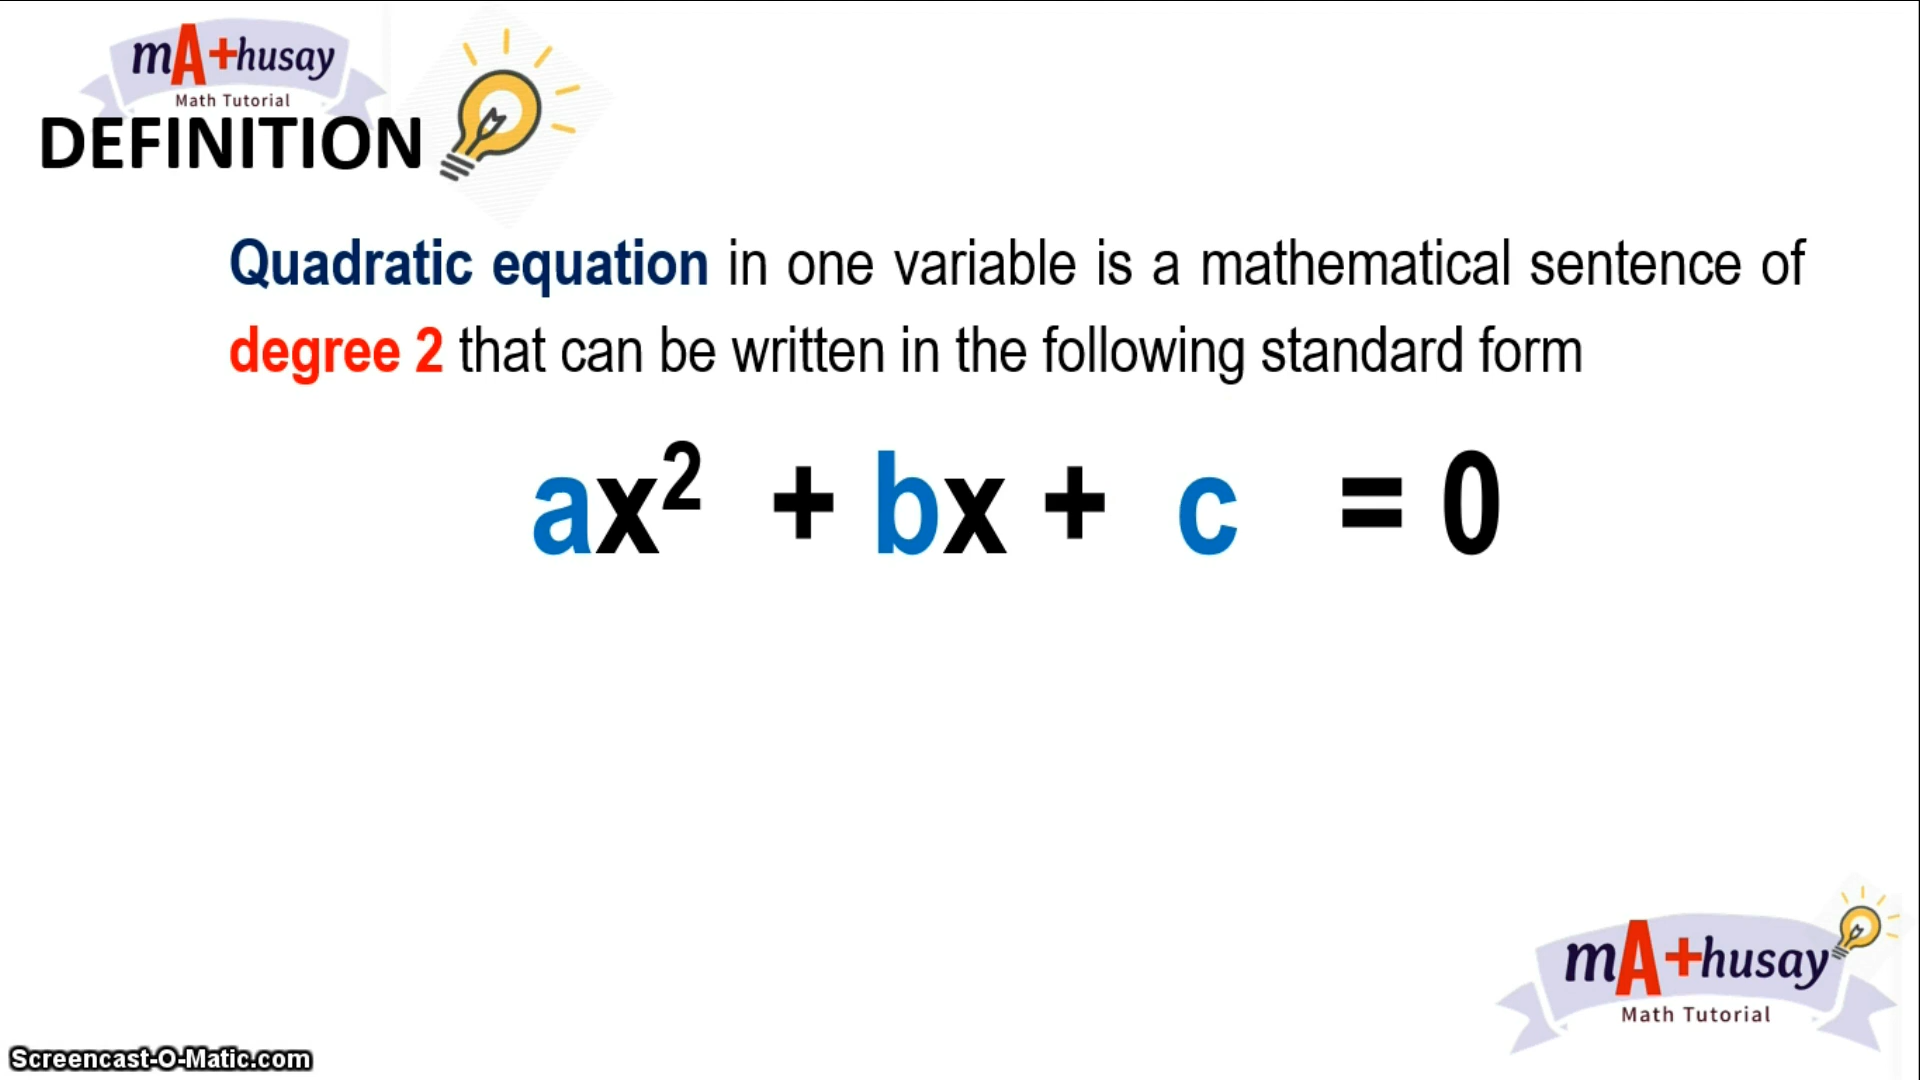 mA+husay
Math Tutorial
DEFINITION
Quadratic equation in one variable is a mathematical sentence of
degree 2 that can be written in the following standard form
ax² + bx + c = 0
mA+husay
Math Tutorial
Screencast-O-Matic.com